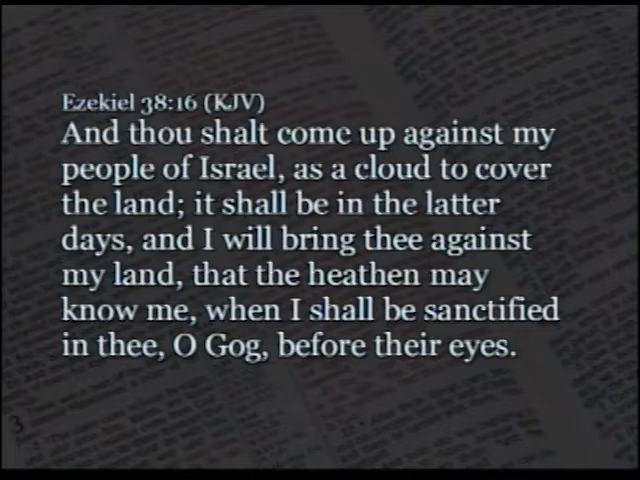 Ezekiel 38:16 (KJV)
And thou shalt come up against my
people of Israel, as a cloud to cover
the land; it shall be in the latter
days, and I will bring thee against
my land, that the heathen may
know me, when I shall be sanctified
in thee, O Gog, before their eyes.
3